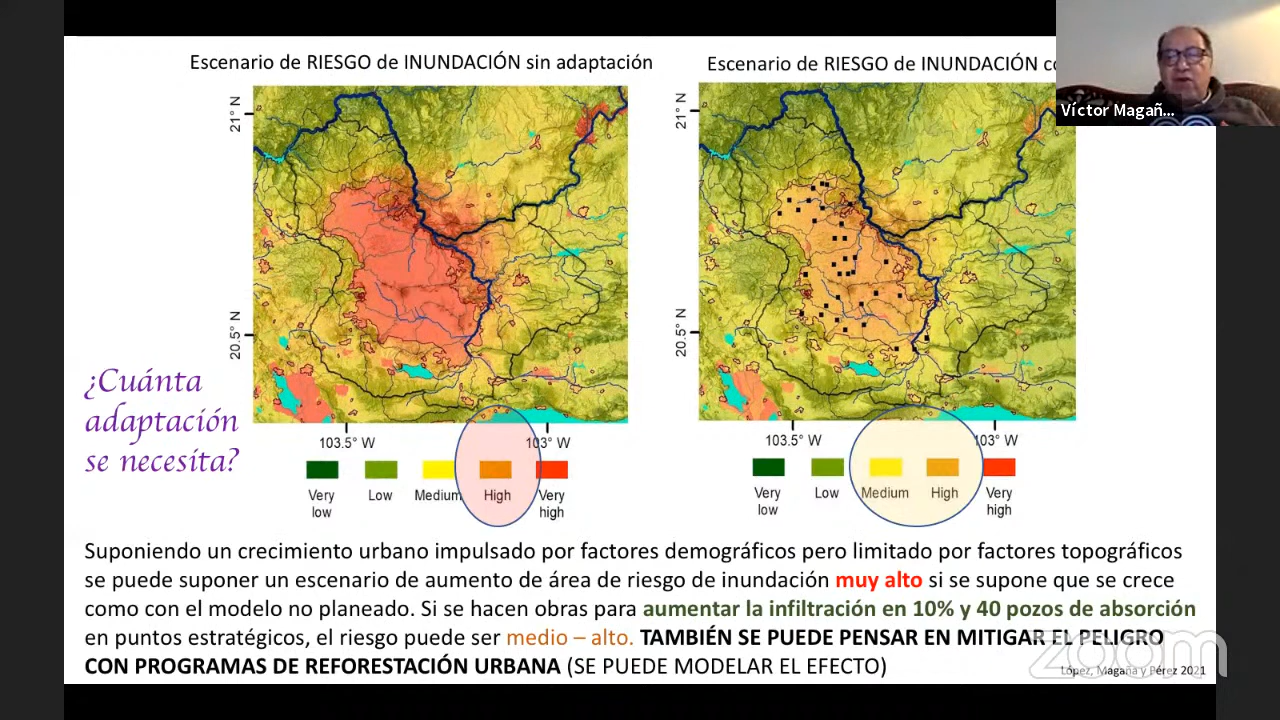 Escenario de RIESGO de INUNDACIÓN sin adaptación
Escenario de RIESGO de INUNDACIÓN
Víctor Magañ...
21° N
20.5° N
103.5° W
103° W
21° N
20.5° N
103.5° W
103° W
¿Cuánta
adaptación
se necesita?
Very low
Low
Medium
High
Very high
Very low
Low
Medium
High
Very high
Suponiendo un crecimiento urbano impulsado por factores demográficos pero limitado por factores topográficos
se puede suponer un escenario de aumento de área de riesgo de inundación muy alto si se supone que se crece
como con el modelo no planeado. Si se hacen obras para aumentar la infiltración en 10% y 40 pozos de absorción
en puntos estratégicos, el riesgo puede ser medio – alto. TAMBIÉN SE PUEDE PENSAR EN MITIGAR EL PELIGRO
CON PROGRAMAS DE REFORESTACIÓN URBANA (SE PUEDE MODELAR EL EFECTO)
López, Magaña y Pérez 2021
zoom